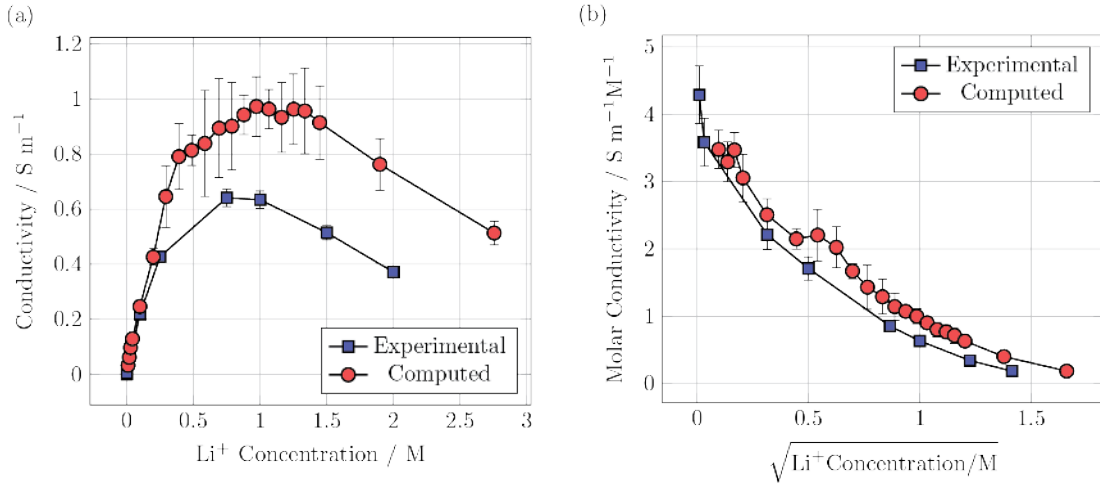 (a)
Conductivity / S m⁻¹
1.2
1
0.8
0.6
0.4
0.2
0
0
0.5
1
1.5
2
2.5
3
Li⁺ Concentration / M
Experimental
Computed
(b)
Molar Conductivity / S m⁻¹M⁻¹
5
4
3
2
1
0
0
0.5
1
1.5
√Li⁺Concentration/M
Experimental
Computed